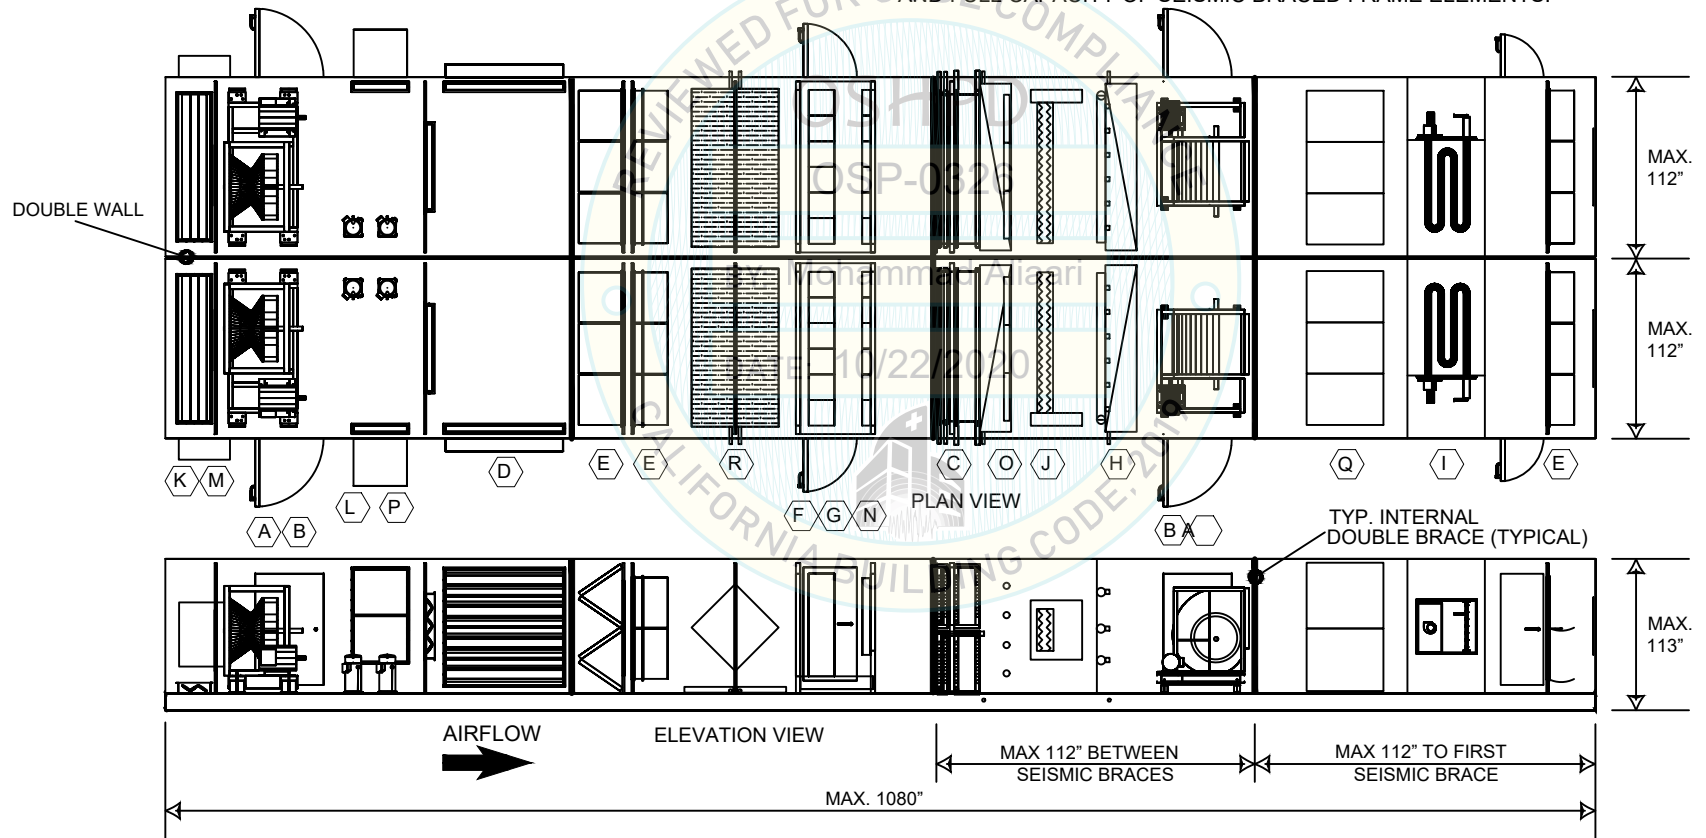 AND FULL CAPACITY OF SEISMIC BRACED FRAME ELEMENTS.
REVIEWED FOR CODE COMPLIANCE
OSHPD
OSP-0326
BY: Mohammad Aliaari
DATE: 10/22/2020
CALIFORNIA BUILDING CODE, 2019
DOUBLE WALL
MAX.
112”
MAX.
112”
K M
A B
L P
D
E E
R
F G N
C O J H
B A
Q
I
E
PLAN VIEW
TYP. INTERNAL
DOUBLE BRACE (TYPICAL)
MAX.
113”
AIRFLOW
ELEVATION VIEW
MAX 112” BETWEEN
SEISMIC BRACES
MAX 112” TO FIRST
SEISMIC BRACE
MAX. 1080”